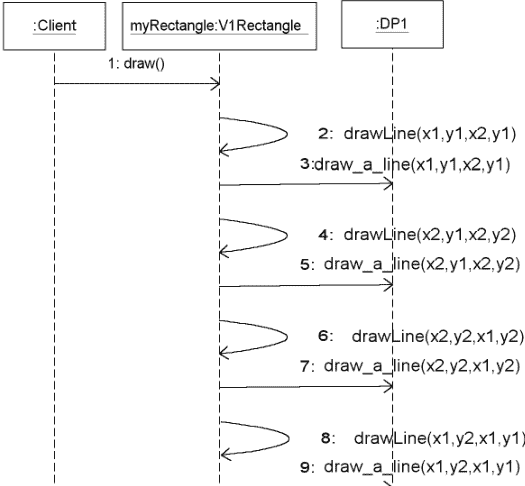 :Client
myRectangle:V1Rectangle
:DP1
1: draw()
2: drawLine(x1,y1,x2,y1)
3:draw_a_line(x1,y1,x2,y1)
4: drawLine(x2,y1,x2,y2)
5: draw_a_line(x2,y1,x2,y2)
6: drawLine(x2,y2,x1,y2)
7: draw_a_line(x2,y2,x1,y2)
8: drawLine(x1,y2,x1,y1)
9: draw_a_line(x1,y2,x1,y1)